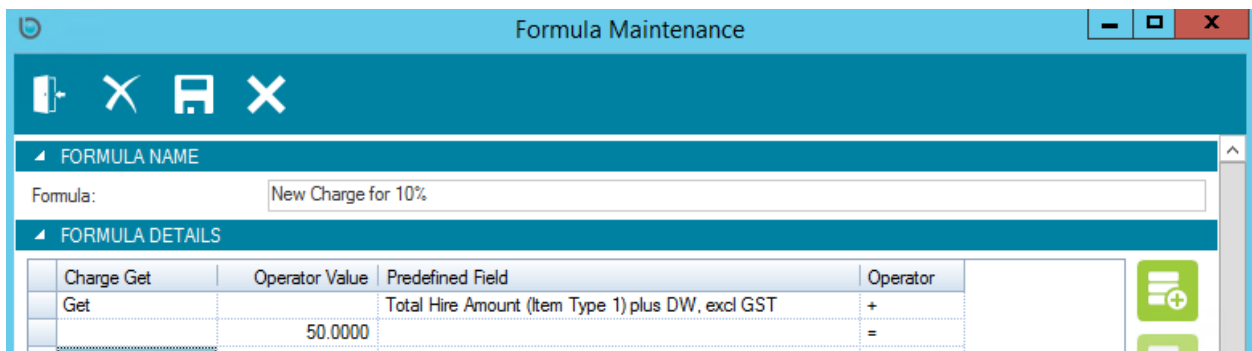 Formula Maintenance
FORMULA NAME
Formula: New Charge for 10%
FORMULA DETAILS
Charge Get Operator Value Predefined Field Operator
Get Total Hire Amount (Item Type 1) plus DW, excl GST +
50.0000 =